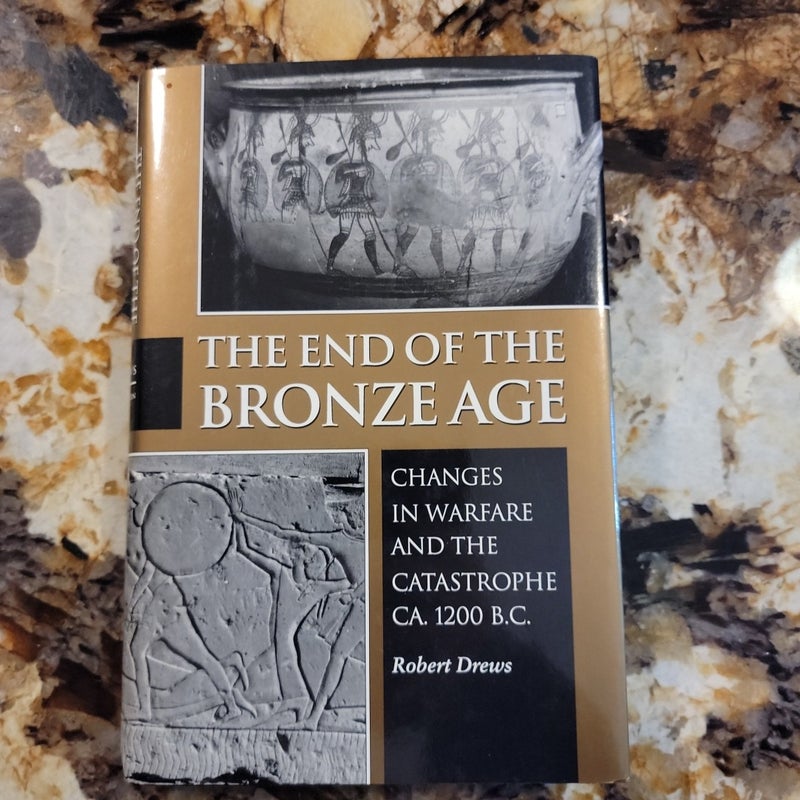 THE END OF THE
BRONZE AGE
CHANGES
IN WARFARE
AND THE
CATASTROPHE
CA. 1200 B.C.
Robert Drews